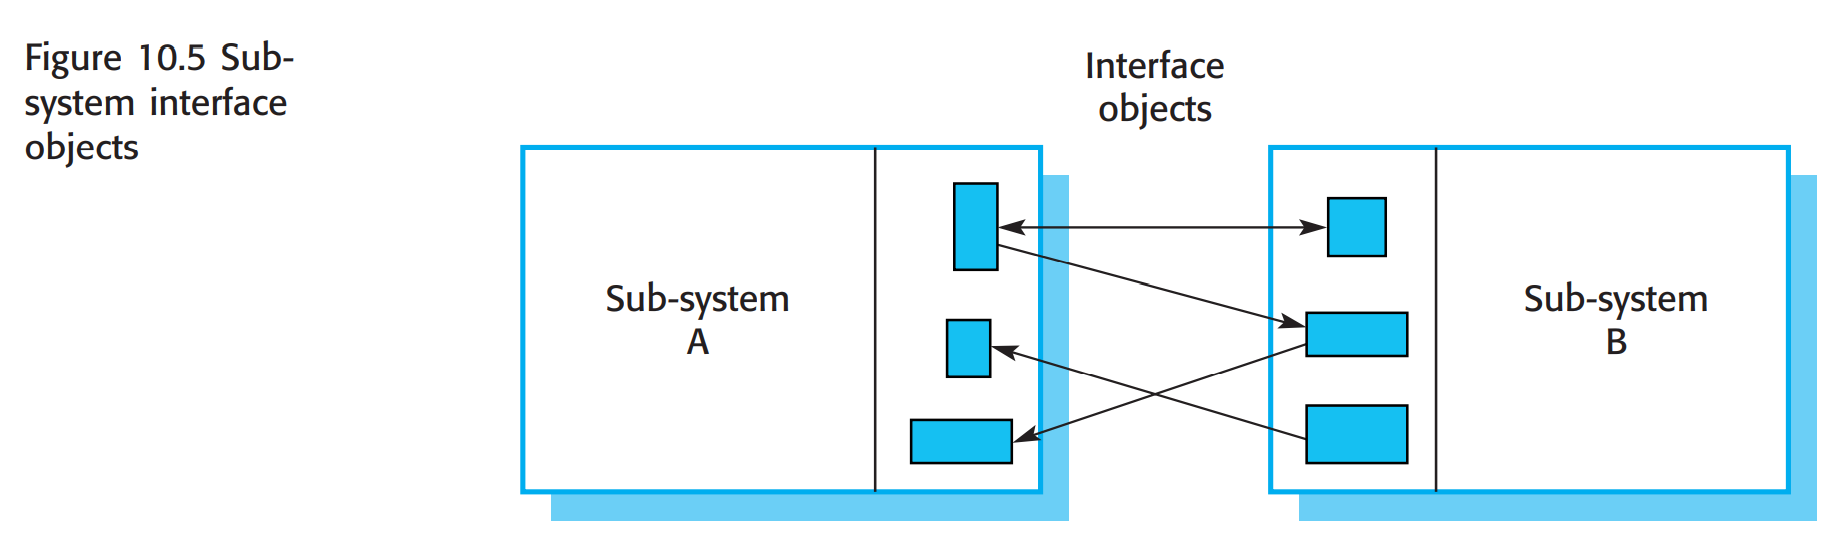 Figure 10.5 Sub-
system interface
objects
Interface
objects
Sub-system
A
Sub-system
B